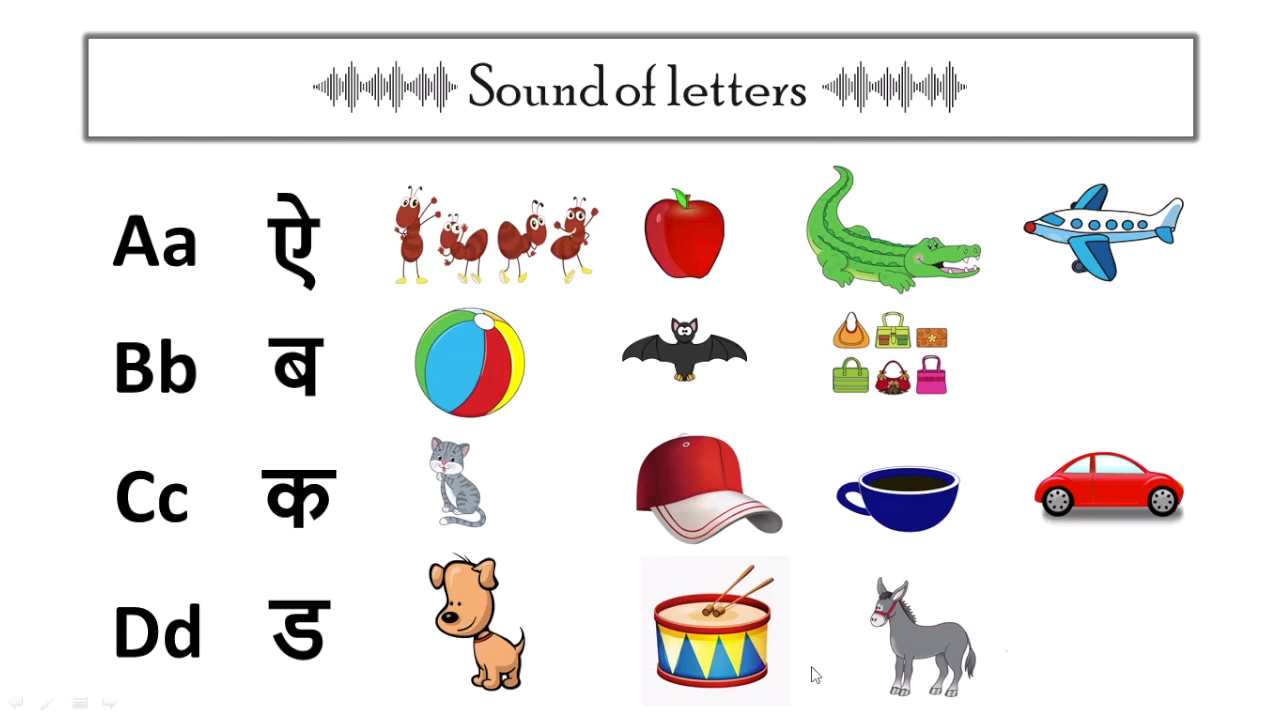 Sound of letters
Aa ऐ
Bb ब
Cc क
Dd ड